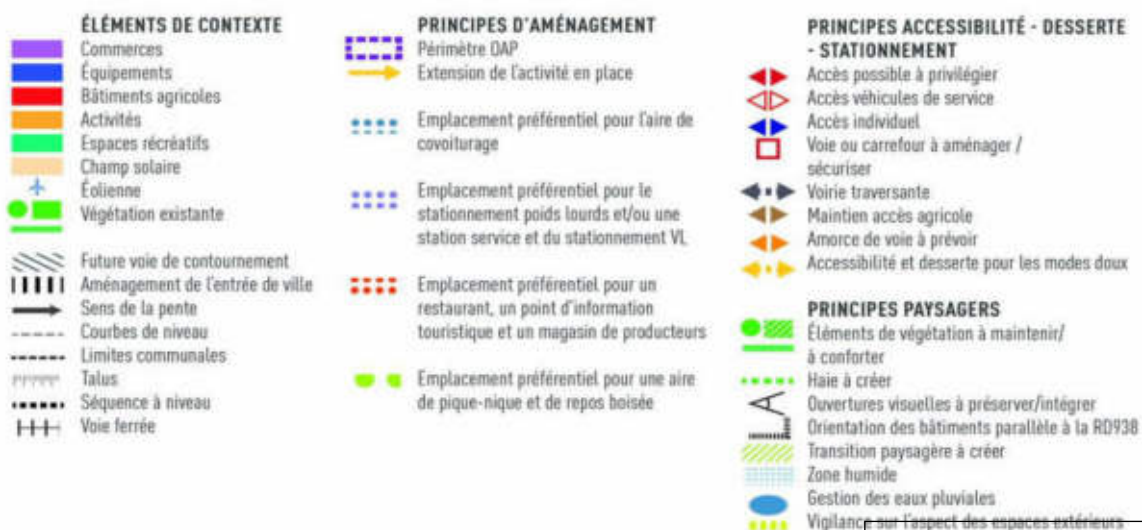 ÉLÉMENTS DE CONTEXTE
Commerces
Équipements
Bâtiments agricoles
Activités
Espaces récréatifs
Champ solaire
Éolienne
Végétation existante
Future voie de contournement
Aménagement de l'entrée de ville
Sens de la pente
Courbes de niveau
Limites communales
Talus
Séquence à niveau
Voie ferrée
PRINCIPES D'AMÉNAGEMENT
Périmètre OAP
Extension de l'activité en place
Emplacement préférentiel pour l'aire de
covoiturage
Emplacement préférentiel pour le
stationnement poids lourds et/ou une
station service et du stationnement VL
Emplacement préférentiel pour un
restaurant, un point d'information
touristique et un magasin de producteurs
Emplacement préférentiel pour une aire
de pique-nique et de repos boisée
PRINCIPES ACCESSIBILITÉ - DESSERTE
- STATIONNEMENT
Accès possible à privilégier
Accès véhicules de service
Accès individuel
Voie ou carrefour à aménager /
sécuriser
Voirie traversante
Maintien accès agricole
Amorce de voie à prévoir
Accessibilité et desserte pour les modes doux
PRINCIPES PAYSAGERS
Éléments de végétation à maintenir/
à conforter
Haie à créer
Ouvertures visuelles à préserver/intégrer
Orientation des bâtiments parallèle à la RD938
Transition paysagère à créer
Zone humide
Gestion des eaux pluviales
Vigilance sur l'aspect des espaces extérieurs